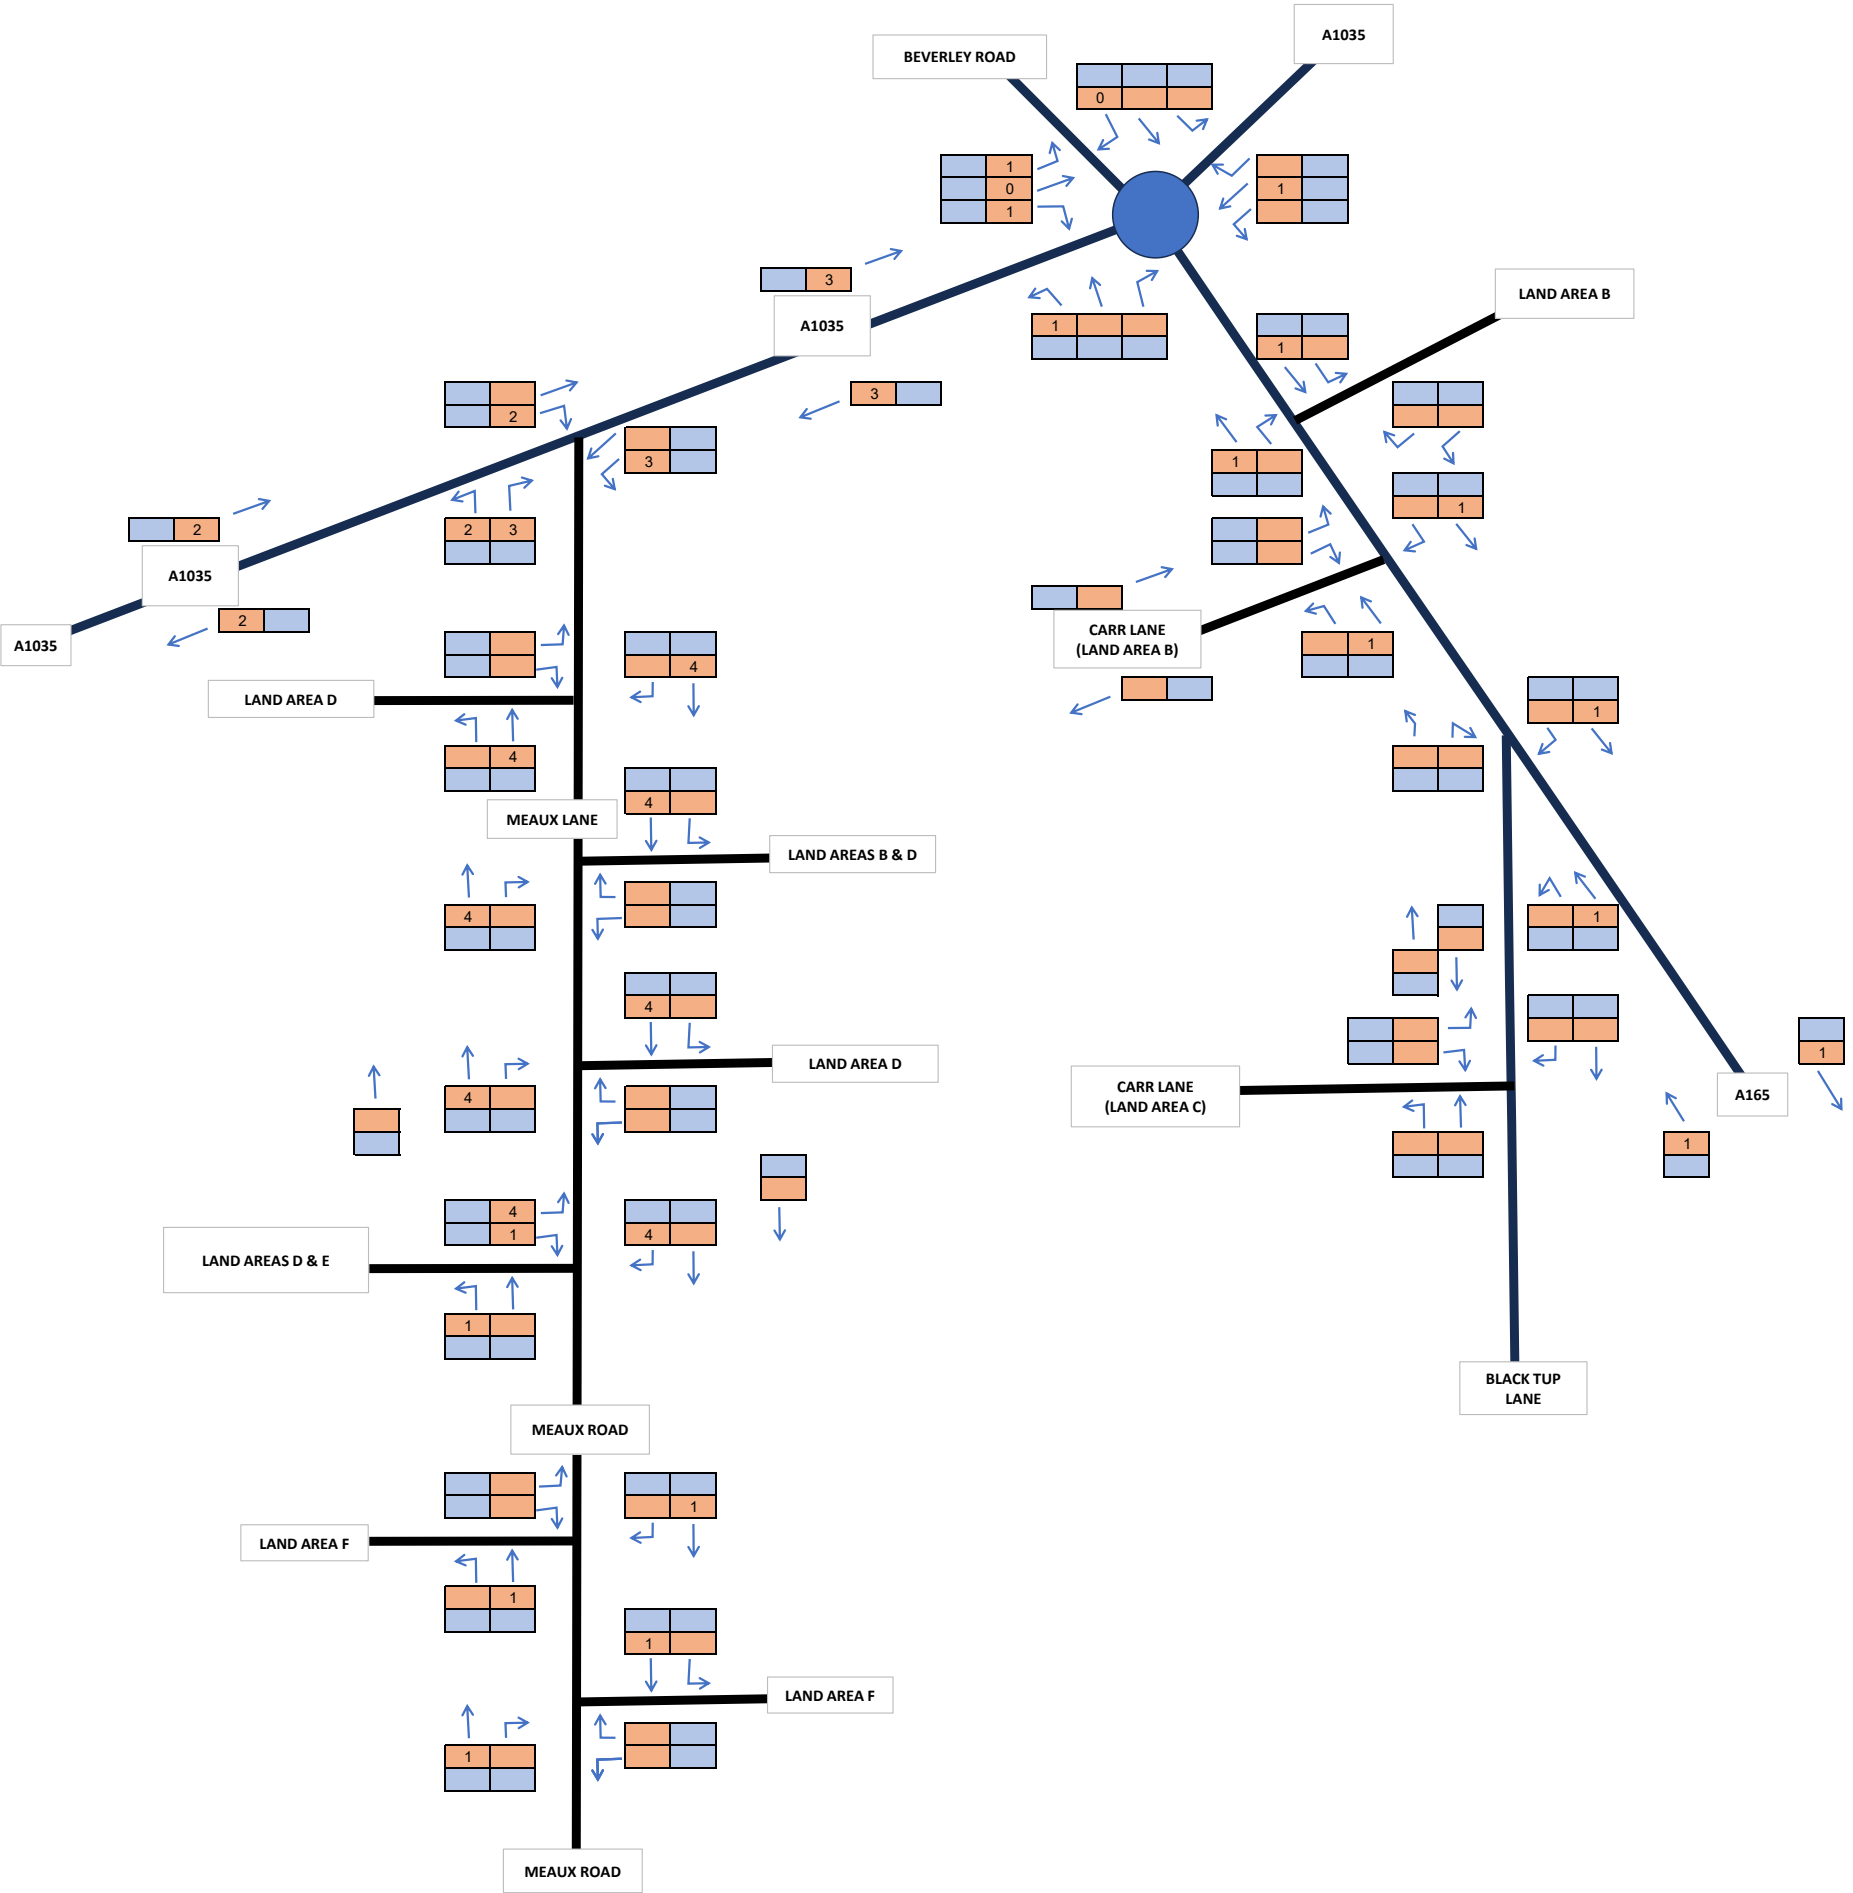 A1035
BEVERLEY ROAD
0
1
0
1
1
3
A1035
3
1
LAND AREA B
1
1
1
2
3
2 3
2
A1035
2
A1035
CARR LANE
(LAND AREA B)
1
4
LAND AREA D
4
1
MEAUX LANE
4
LAND AREAS B & D
4
1
4
LAND AREA D
4
CARR LANE
(LAND AREA C)
A165
1
1
4
1
4
LAND AREAS D & E
1
BLACK TUP
LANE
MEAUX ROAD
1
LAND AREA F
1
1
LAND AREA F
1
MEAUX ROAD